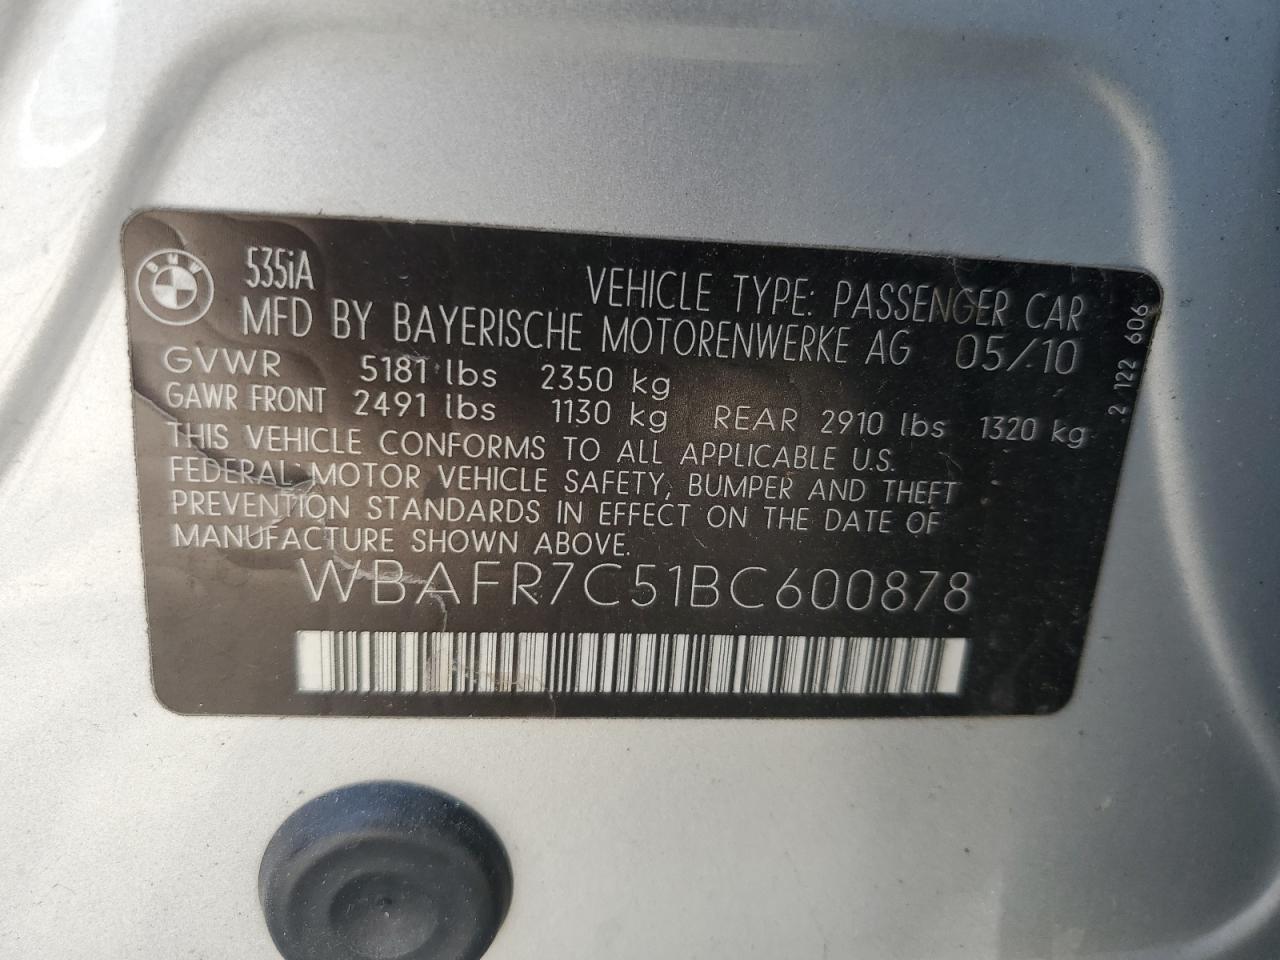 BMW
535iA
VEHICLE TYPE: PASSENGER CAR
MFD BY BAYERISCHE MOTORENWERKE AG 05/10
GVWR 5181 lbs 2350 kg
GAWR FRONT 2491 lbs 1130 kg REAR 2910 lbs 1320 kg
THIS VEHICLE CONFORMS TO ALL APPLICABLE U.S.
FEDERAL MOTOR VEHICLE SAFETY, BUMPER AND THEFT
PREVENTION STANDARDS IN EFFECT ON THE DATE OF
MANUFACTURE SHOWN ABOVE.
WBAFR7C51BC600878
2 122 606